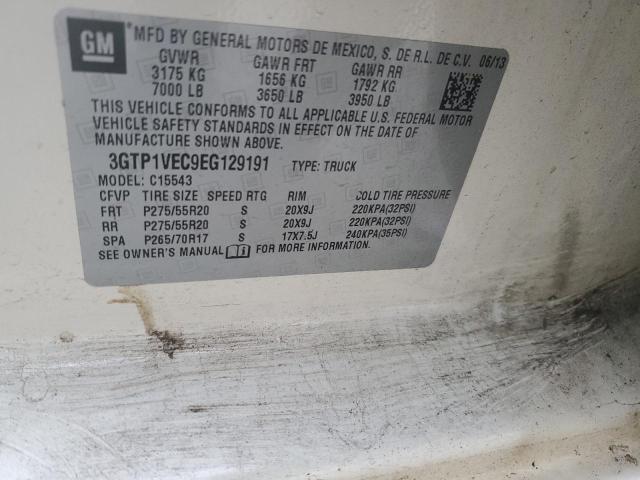 GM
*MFD BY GENERAL MOTORS DE MEXICO, S. DE R.L. DE C.V. 06/13
GVWR GAWR FRT GAWR RR
3175 KG 1656 KG 1792 KG
7000 LB 3650 LB 3950 LB
THIS VEHICLE CONFORMS TO ALL APPLICABLE U.S. FEDERAL MOTOR
VEHICLE SAFETY STANDARDS IN EFFECT ON THE DATE OF
MANUFACTURE SHOWN ABOVE.
3GTP1VEC9EG129191 TYPE: TRUCK
MODEL: C15543
CFVP TIRE SIZE SPEED RTG RIM COLD TIRE PRESSURE
FRT P275/55R20 S 20X9J 220KPA(32PSI)
RR P275/55R20 S 20X9J 220KPA(32PSI)
SPA P265/70R17 S 17X7.5J 240KPA(35PSI)
SEE OWNER'S MANUAL FOR MORE INFORMATION.